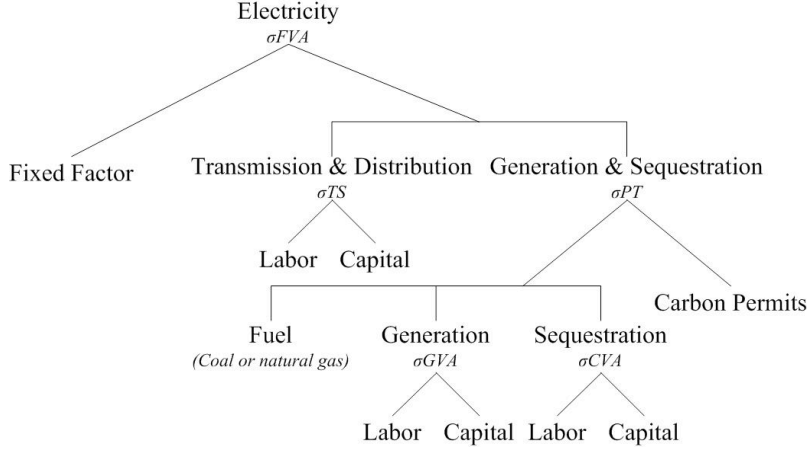 Electricity
σFVA
Fixed Factor
Transmission & Distribution
Generation & Sequestration
σTS
σPT
Labor
Capital
Carbon Permits
Fuel
Generation
Sequestration
(Coal or natural gas)
σGVA
σCVA
Labor
Capital
Labor
Capital